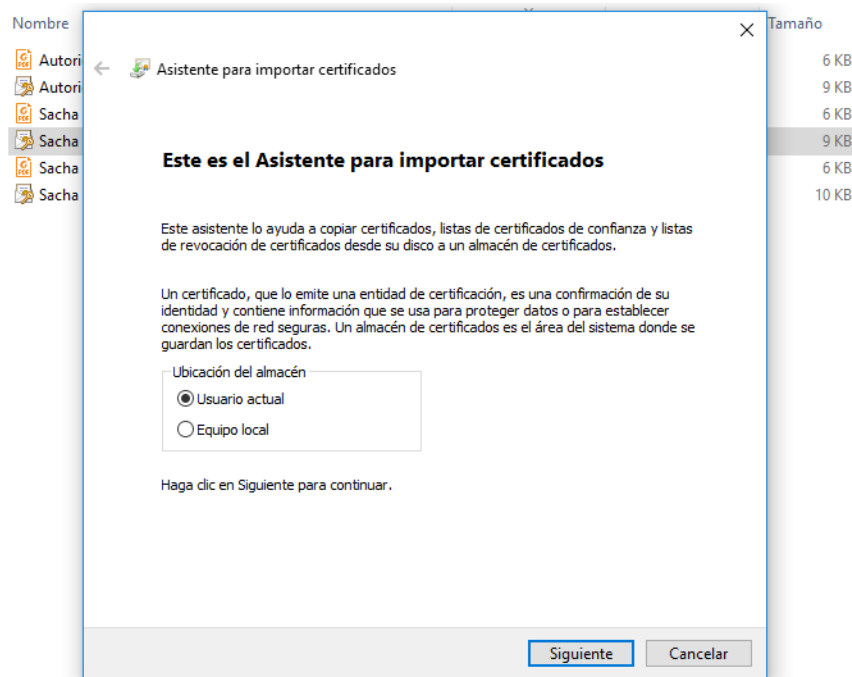 Nombre
Tamaño
Autori
6 KB
Autori
9 KB
Sacha
6 KB
Sacha
9 KB
Sacha
6 KB
Sacha
10 KB
Asistente para importar certificados
Este es el Asistente para importar certificados
Este asistente lo ayuda a copiar certificados, listas de certificados de confianza y listas
de revocación de certificados desde su disco a un almacén de certificados.
Un certificado, que lo emite una entidad de certificación, es una confirmación de su
identidad y contiene información que se usa para proteger datos o para establecer
conexiones de red seguras. Un almacén de certificados es el área del sistema donde se
guardan los certificados.
Ubicación del almacén
Usuario actual
Equipo local
Haga clic en Siguiente para continuar.
Siguiente
Cancelar